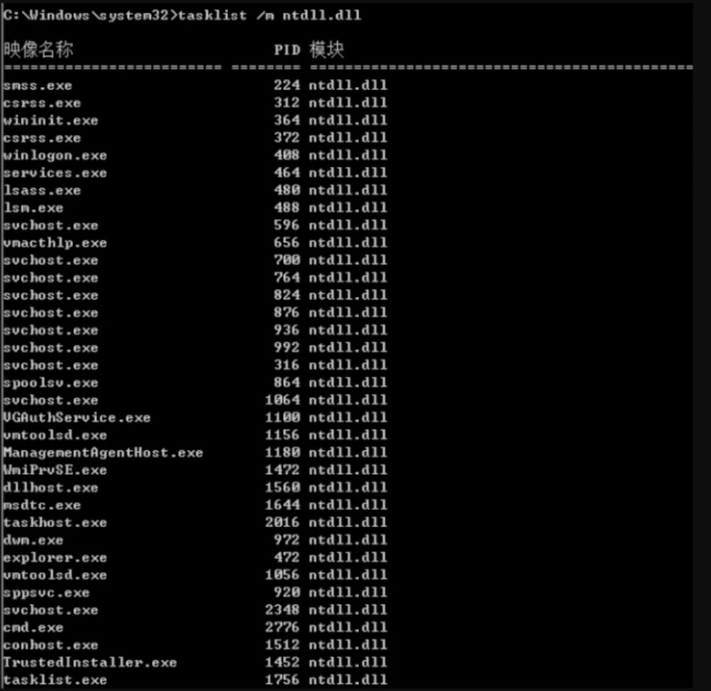 C:\Windows\system32>tasklist /m ntdll.dll
映像名称 PID 模块
========================= ======== ============================================
smss.exe 224 ntdll.dll
csrss.exe 312 ntdll.dll
wininit.exe 364 ntdll.dll
csrss.exe 372 ntdll.dll
winlogon.exe 408 ntdll.dll
services.exe 464 ntdll.dll
lsass.exe 480 ntdll.dll
lsm.exe 488 ntdll.dll
svchost.exe 596 ntdll.dll
vmacthlp.exe 656 ntdll.dll
svchost.exe 700 ntdll.dll
svchost.exe 764 ntdll.dll
svchost.exe 824 ntdll.dll
svchost.exe 876 ntdll.dll
svchost.exe 936 ntdll.dll
svchost.exe 992 ntdll.dll
svchost.exe 316 ntdll.dll
spoolsv.exe 864 ntdll.dll
svchost.exe 1064 ntdll.dll
VGAuthService.exe 1100 ntdll.dll
vmtoolsd.exe 1156 ntdll.dll
ManagementAgentHost.exe 1180 ntdll.dll
WmiPrvSE.exe 1472 ntdll.dll
dllhost.exe 1560 ntdll.dll
msdtc.exe 1644 ntdll.dll
taskhost.exe 2016 ntdll.dll
dwm.exe 972 ntdll.dll
explorer.exe 472 ntdll.dll
vmtoolsd.exe 1056 ntdll.dll
sppsvc.exe 920 ntdll.dll
svchost.exe 2348 ntdll.dll
cmd.exe 2776 ntdll.dll
conhost.exe 1512 ntdll.dll
TrustedInstaller.exe 1452 ntdll.dll
tasklist.exe 1756 ntdll.dll